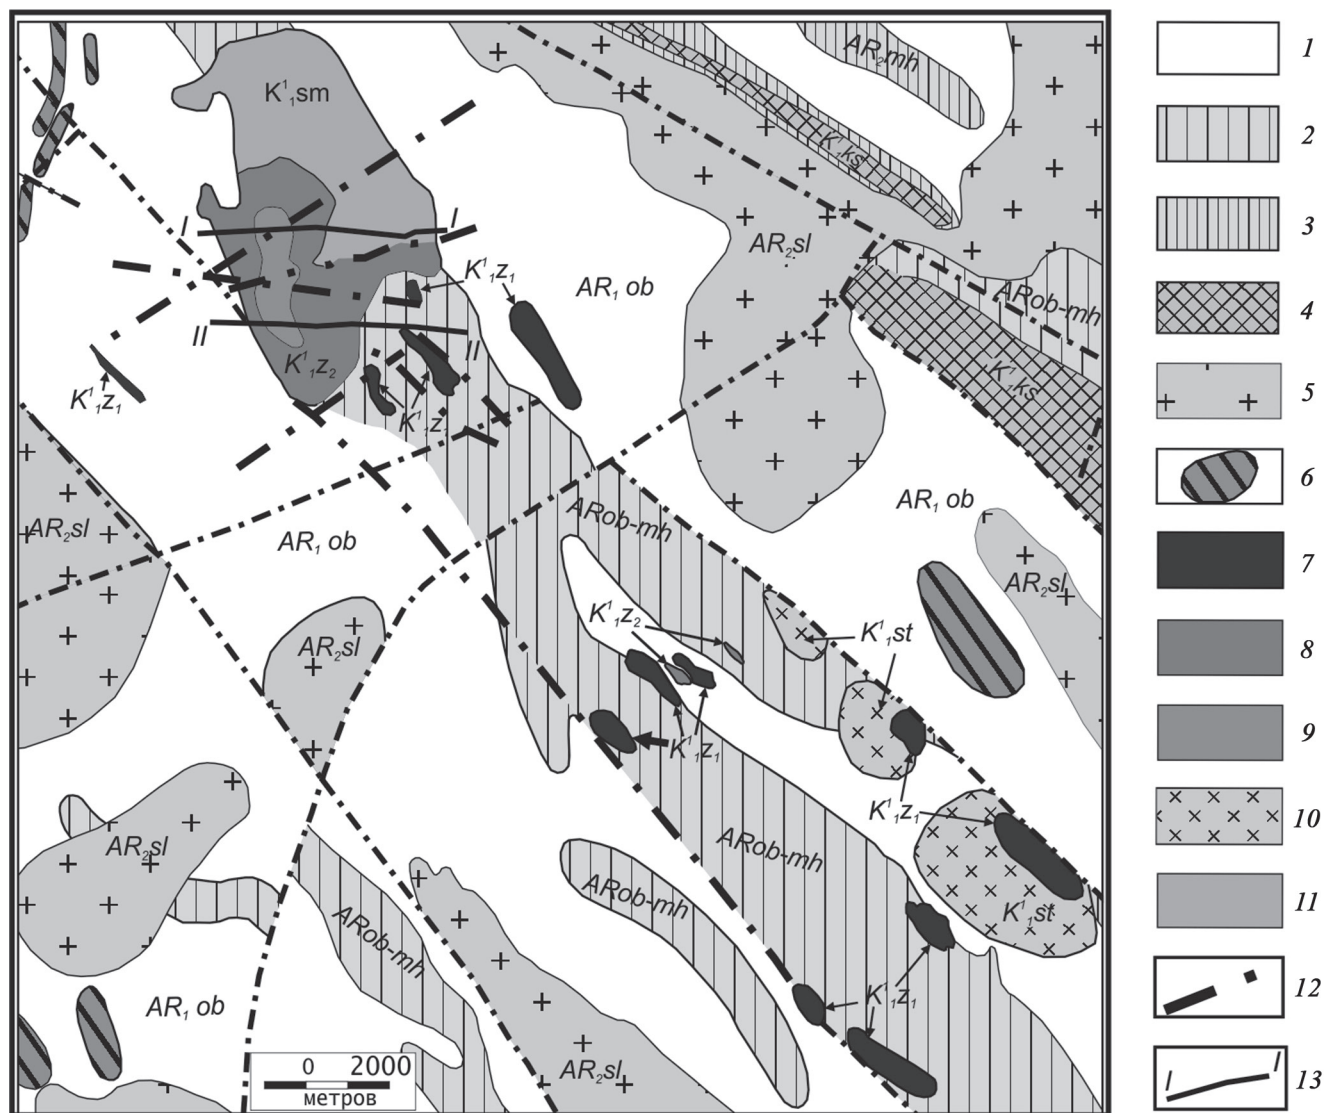 AR₂mh
K¹₁sm
K¹₁ks
I
I
AR₂sl
K¹₁z₁
AR₁ ob
ARob-mh
II
II
K¹₁z₂
K¹₁ks
K¹₁z₁
K¹₁z₁
AR₁ ob
AR₂sl
AR₁ ob
ARob-mh
AR₂sl
K¹₁z₂
K¹₁st
AR₂sl
K¹₁z₁
K¹₁z₁
AR₂sl
ARob-mh
ARob-mh
K¹₁st
ARob-mh
AR₁ ob
K¹₁z₁
0 2000
метров
AR₂sl
1
2
3
4
5
6
7
8
9
10
11
I I
12
13